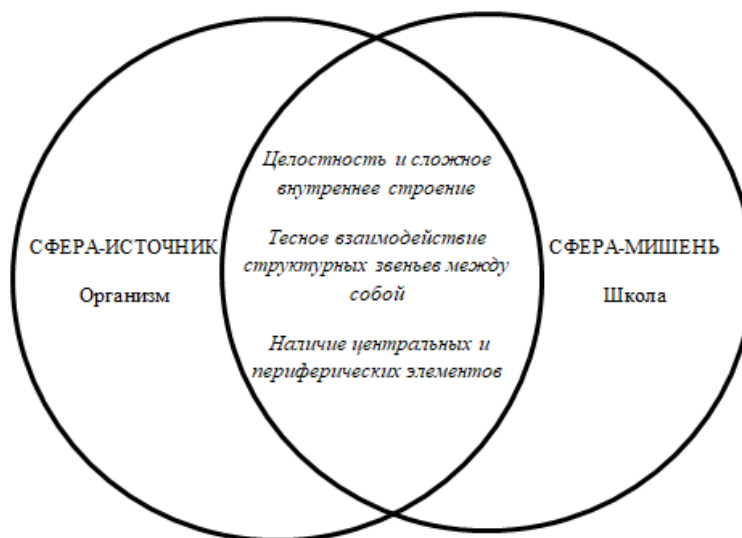 Целостность и сложное
внутреннее строение
СФЕРА-ИСТОЧНИК
Организм
Тесное взаимодействие
структурных звеньев между
собой
Наличие центральных и
периферических элементов
СФЕРА-МИШЕНЬ
Школа